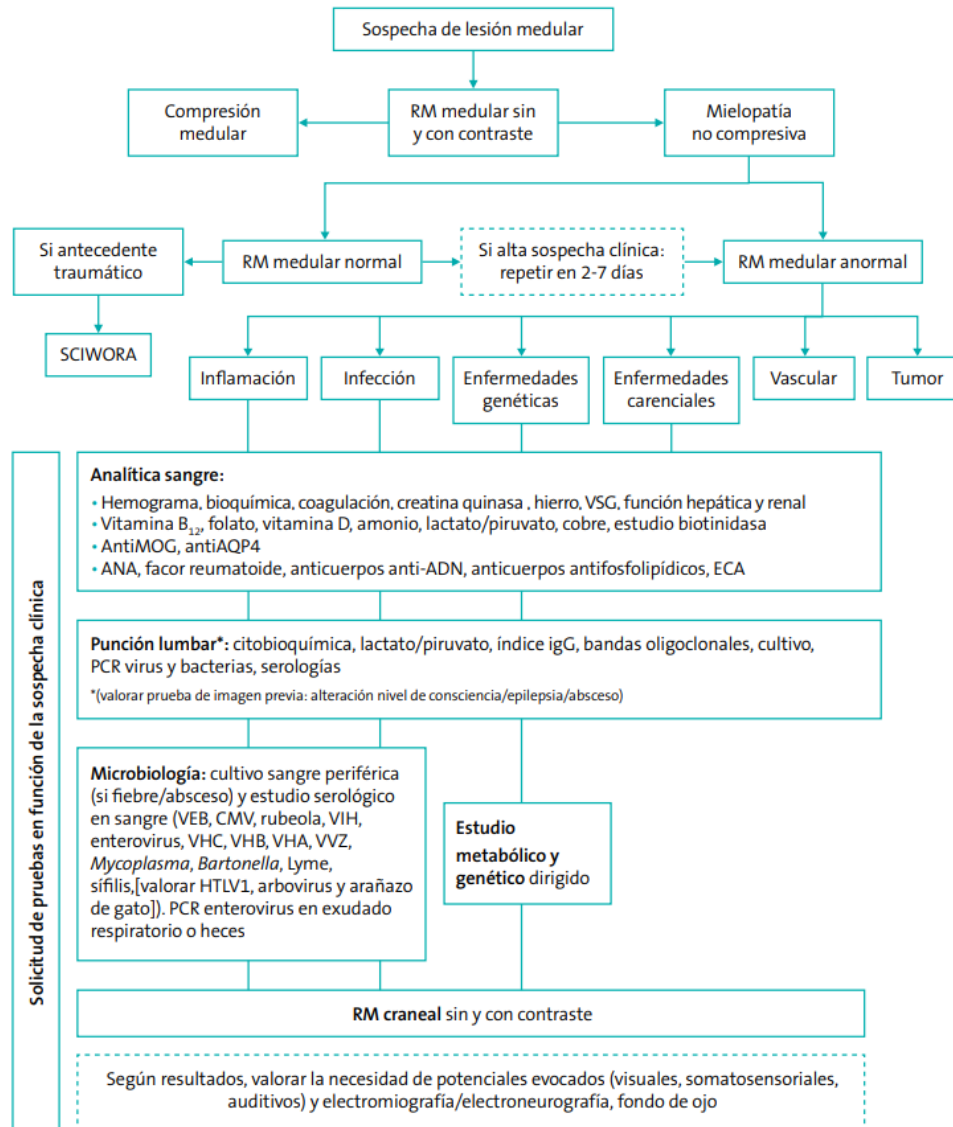 Sospecha de lesión medular
Compresión
medular
RM medular sin
y con contraste
Mielopatía
no compresiva
Si antecedente
traumático
RM medular normal
Si alta sospecha clínica:
repetir en 2-7 días
RM medular anormal
SCIWORA
Inflamación
Infección
Enfermedades
genéticas
Enfermedades
carenciales
Vascular
Tumor
Solicitud de pruebas en función de la sospecha clínica
Analítica sangre:
• Hemograma, bioquímica, coagulación, creatina quinasa , hierro, VSG, función hepática y renal
• Vitamina B12, folato, vitamina D, amonio, lactato/piruvato, cobre, estudio biotinidasa
• AntiMOG, antiAQP4
• ANA, facor reumatoide, anticuerpos anti-ADN, anticuerpos antifosfolipídicos, ECA
Punción lumbar*: citobioquímica, lactato/piruvato, índice igG, bandas oligoclonales, cultivo,
PCR virus y bacterias, serologías
*(valorar prueba de imagen previa: alteración nivel de consciencia/epilepsia/absceso)
Microbiología: cultivo sangre periférica
(si fiebre/absceso) y estudio serológico
en sangre (VEB, CMV, rubeola, VIH,
enterovirus, VHC, VHB, VHA, VVZ,
Mycoplasma, Bartonella, Lyme,
sífilis,[valorar HTLV1, arbovirus y arañazo
de gato]). PCR enterovirus en exudado
respiratorio o heces
Estudio
metabólico y
genético dirigido
RM craneal sin y con contraste
Según resultados, valorar la necesidad de potenciales evocados (visuales, somatosensoriales,
auditivos) y electromiografía/electroneurografía, fondo de ojo